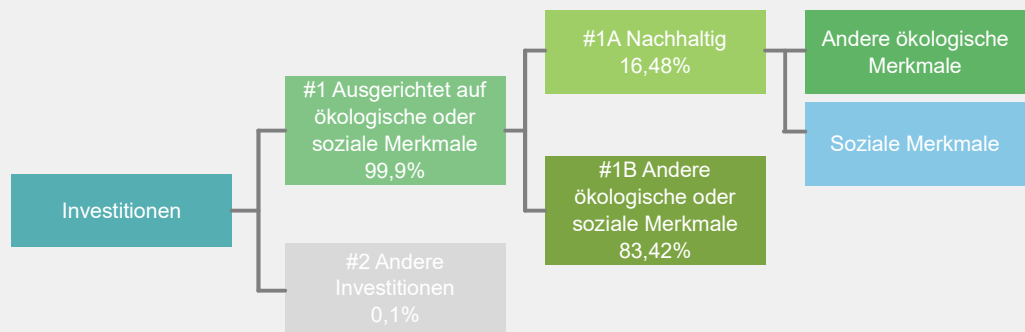 Investitionen
#1 Ausgerichtet auf
ökologische oder
soziale Merkmale
99,9%
#2 Andere
Investitionen
0,1%
#1A Nachhaltig
16,48%
#1B Andere
ökologische oder
soziale Merkmale
83,42%
Andere ökologische
Merkmale
Soziale Merkmale